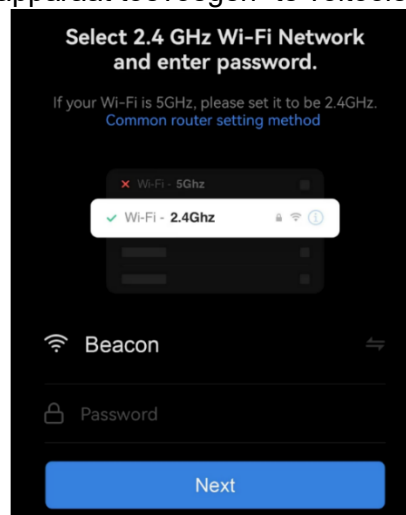 Select 2.4 GHz Wi-Fi Network
and enter password.
If your Wi-Fi is 5GHz, please set it to be 2.4GHz.
Common router setting method
Wi-Fi - 5Ghz
Wi-Fi - 2.4Ghz
Beacon
Password
Next